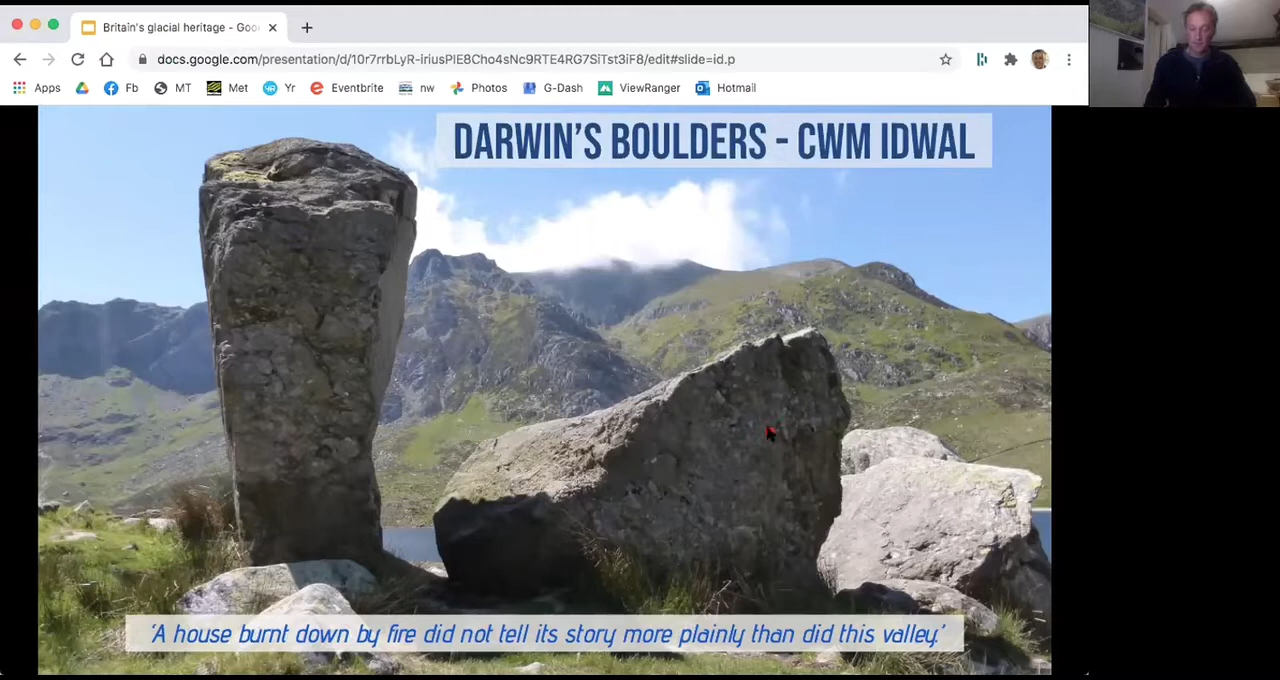 Britain's glacial heritage - Goo
docs.google.com/presentation/d/10r7rrbLyR-iriusPIE8Cho4sNc9RTE4RG7SiTst3iF8/edit#slide=id.p
Apps Fb MT Met Yr Eventbrite nw Photos G-Dash ViewRanger Hotmail
DARWIN'S BOULDERS - CWM IDWAL
'A house burnt down by fire did not tell its story more plainly than did this valley.'